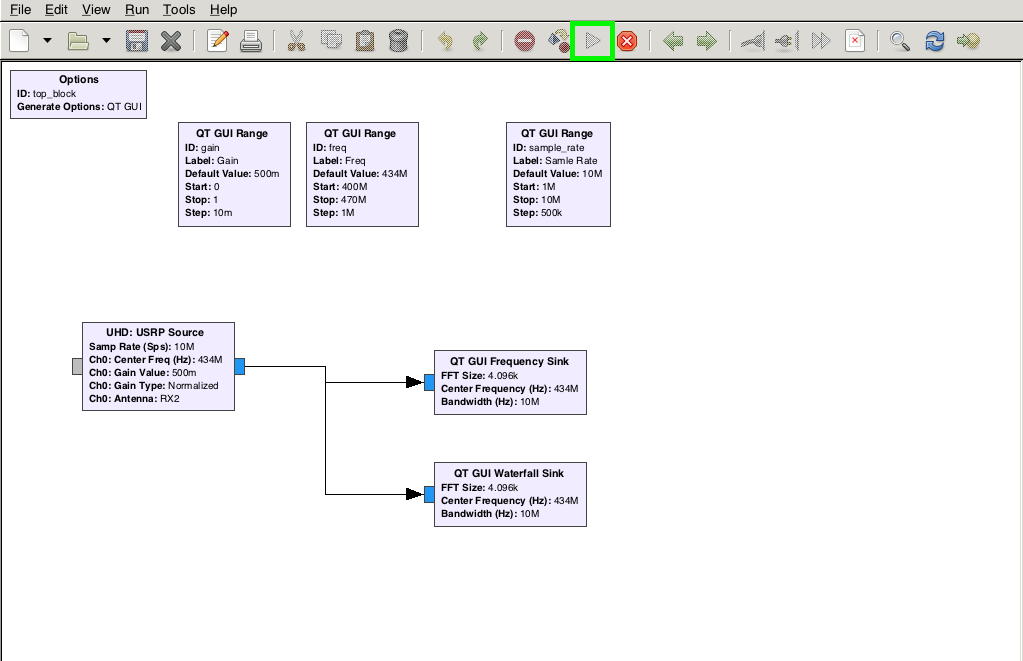 File Edit View Run Tools Help
Options
ID: top_block
Generate Options: QT GUI
QT GUI Range
ID: gain
Label: Gain
Default Value: 500m
Start: 0
Stop: 1
Step: 10m
QT GUI Range
ID: freq
Label: Freq
Default Value: 434M
Start: 400M
Stop: 470M
Step: 1M
QT GUI Range
ID: sample_rate
Label: Samle Rate
Default Value: 10M
Start: 1M
Stop: 10M
Step: 500k
UHD: USRP Source
Samp Rate (Sps): 10M
Ch0: Center Freq (Hz): 434M
Ch0: Gain Value: 500m
Ch0: Gain Type: Normalized
Ch0: Antenna: RX2
QT GUI Frequency Sink
FFT Size: 4.096k
Center Frequency (Hz): 434M
Bandwidth (Hz): 10M
QT GUI Waterfall Sink
FFT Size: 4.096k
Center Frequency (Hz): 434M
Bandwidth (Hz): 10M